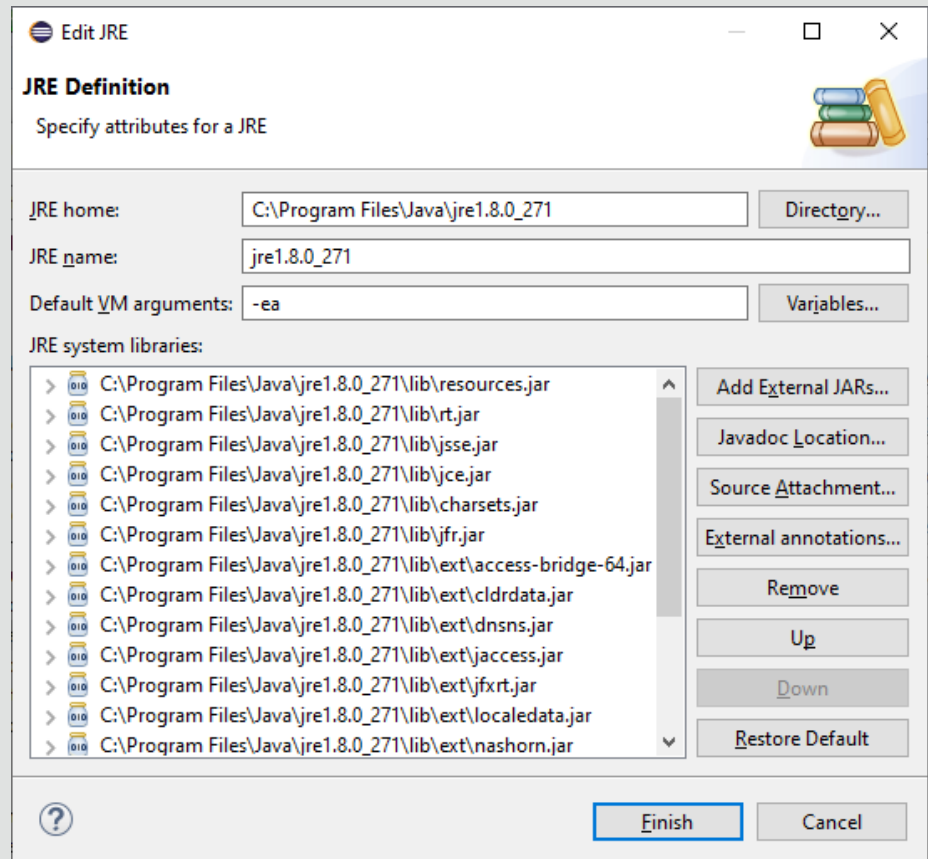 Edit JRE
JRE Definition
Specify attributes for a JRE
JRE home: C:\Program Files\Java\jre1.8.0_271 Directory...
JRE name: jre1.8.0_271
Default VM arguments: -ea Variables...
JRE system libraries:
C:\Program Files\Java\jre1.8.0_271\lib\resources.jar Add External JARs...
C:\Program Files\Java\jre1.8.0_271\lib\rt.jar
C:\Program Files\Java\jre1.8.0_271\lib\jsse.jar Javadoc Location...
C:\Program Files\Java\jre1.8.0_271\lib\jce.jar
C:\Program Files\Java\jre1.8.0_271\lib\charsets.jar Source Attachment...
C:\Program Files\Java\jre1.8.0_271\lib\jfr.jar External annotations...
C:\Program Files\Java\jre1.8.0_271\lib\ext\access-bridge-64.jar
C:\Program Files\Java\jre1.8.0_271\lib\ext\cldrdata.jar Remove
C:\Program Files\Java\jre1.8.0_271\lib\ext\dnsns.jar Up
C:\Program Files\Java\jre1.8.0_271\lib\ext\jaccess.jar
C:\Program Files\Java\jre1.8.0_271\lib\ext\jfxrt.jar Down
C:\Program Files\Java\jre1.8.0_271\lib\ext\localedata.jar
C:\Program Files\Java\jre1.8.0_271\lib\ext\nashorn.jar Restore Default
Finish Cancel